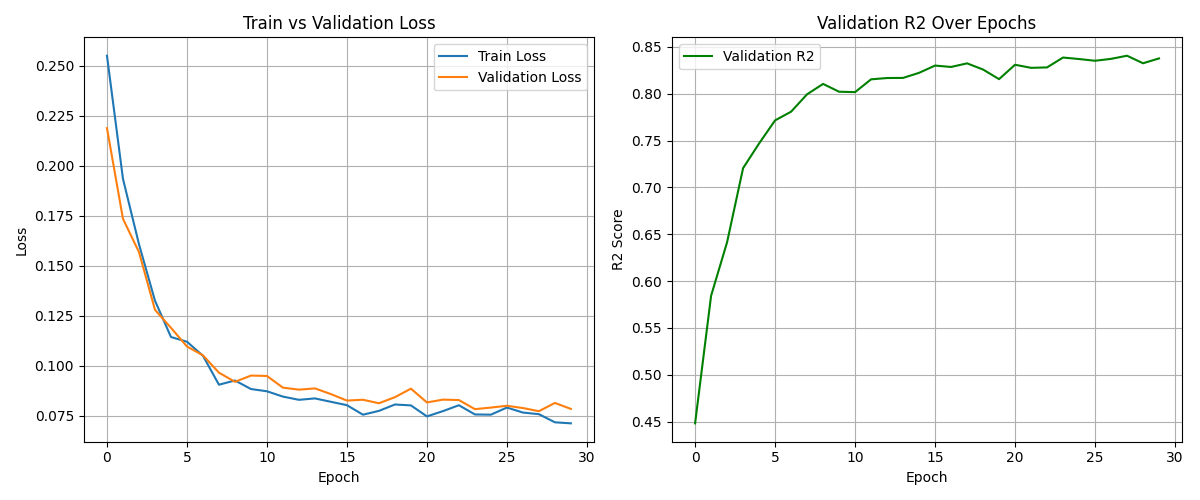 Train vs Validation Loss
Train Loss
Validation Loss
0.250
0.225
0.200
0.175
0.150
0.125
0.100
0.075
Loss
0 5 10 15 20 25 30
Epoch
Validation R2 Over Epochs
Validation R2
0.85
0.80
0.75
0.70
0.65
0.60
0.55
0.50
0.45
R2 Score
0 5 10 15 20 25 30
Epoch